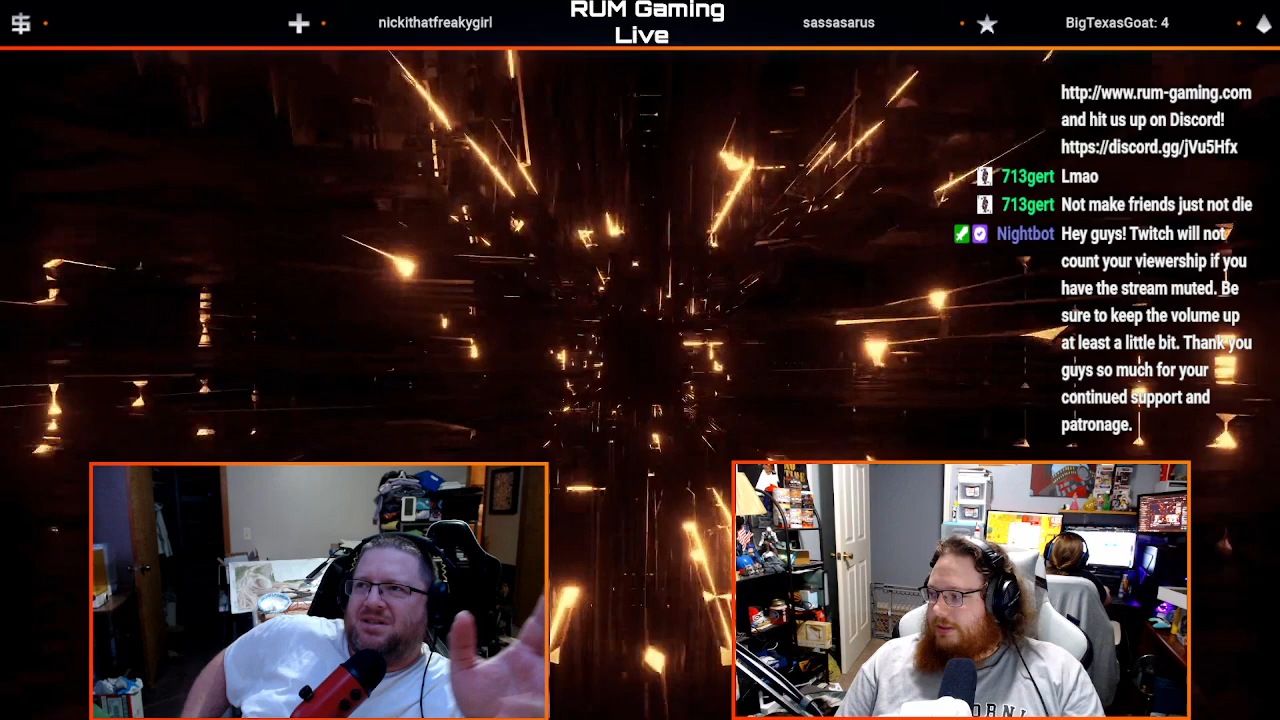 nickithatfreakygirl
RUM Gaming
Live
sassasarus
BigTexasGoat: 4
http://www.rum-gaming.com
and hit us up on Discord!
https://discord.gg/jVu5Hfx
713gert Lmao
713gert Not make friends just not die
Nightbot Hey guys! Twitch will not
count your viewership if you
have the stream muted. Be
sure to keep the volume up
at least a little bit. Thank you
guys so much for your
continued support and
patronage.